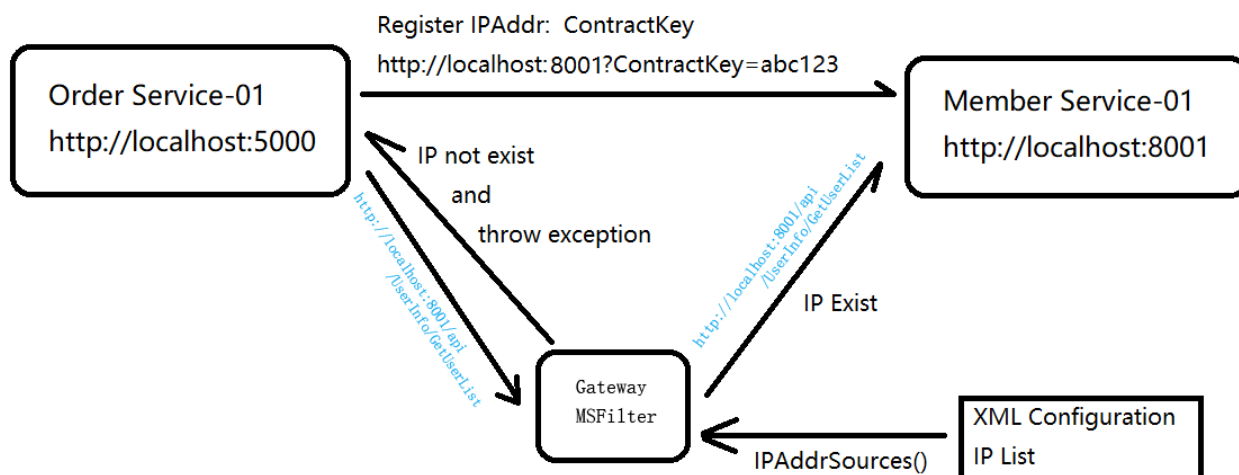 Register IPAddr: ContractKey
http://localhost:8001?ContractKey=abc123
Order Service-01
http://localhost:5000
Member Service-01
http://localhost:8001
IP not exist
and
throw exception
http://localhost:8001/api
/UserInfo/GetUserList
http://localhost:8001/api
/UserInfo/GetUserList
IP Exist
Gateway
MSFilter
IPAddrSources()
XML Configuration
IP List